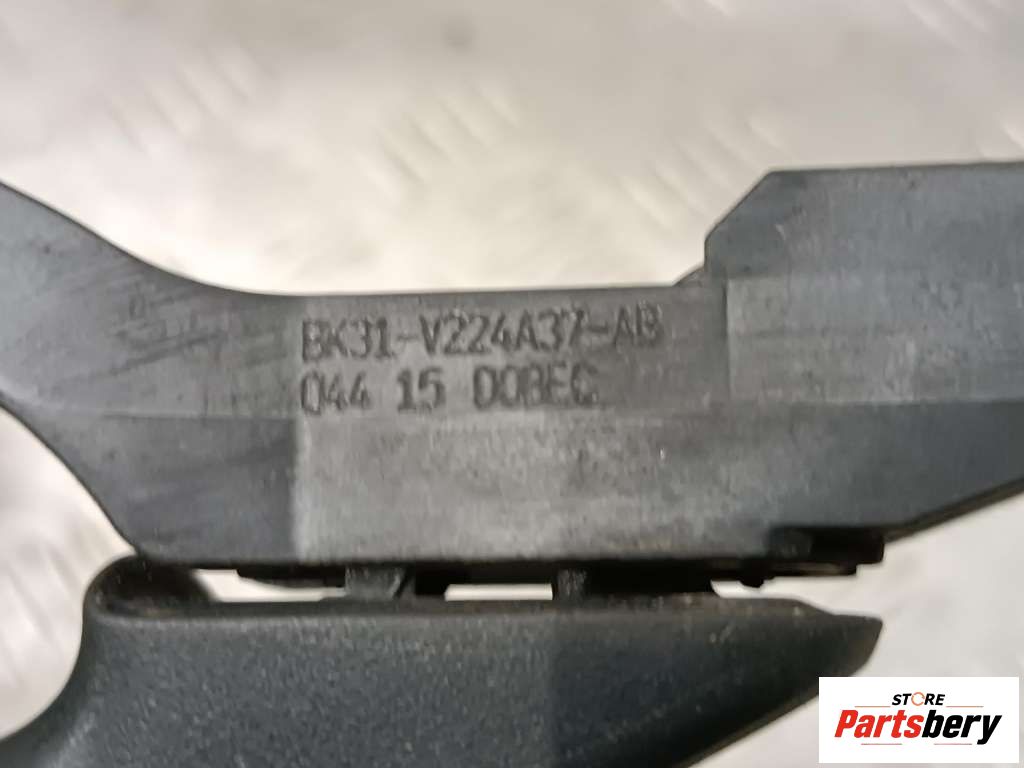 BK31-V224A37-AB
044 15 DOBEC
STORE
Partsbery